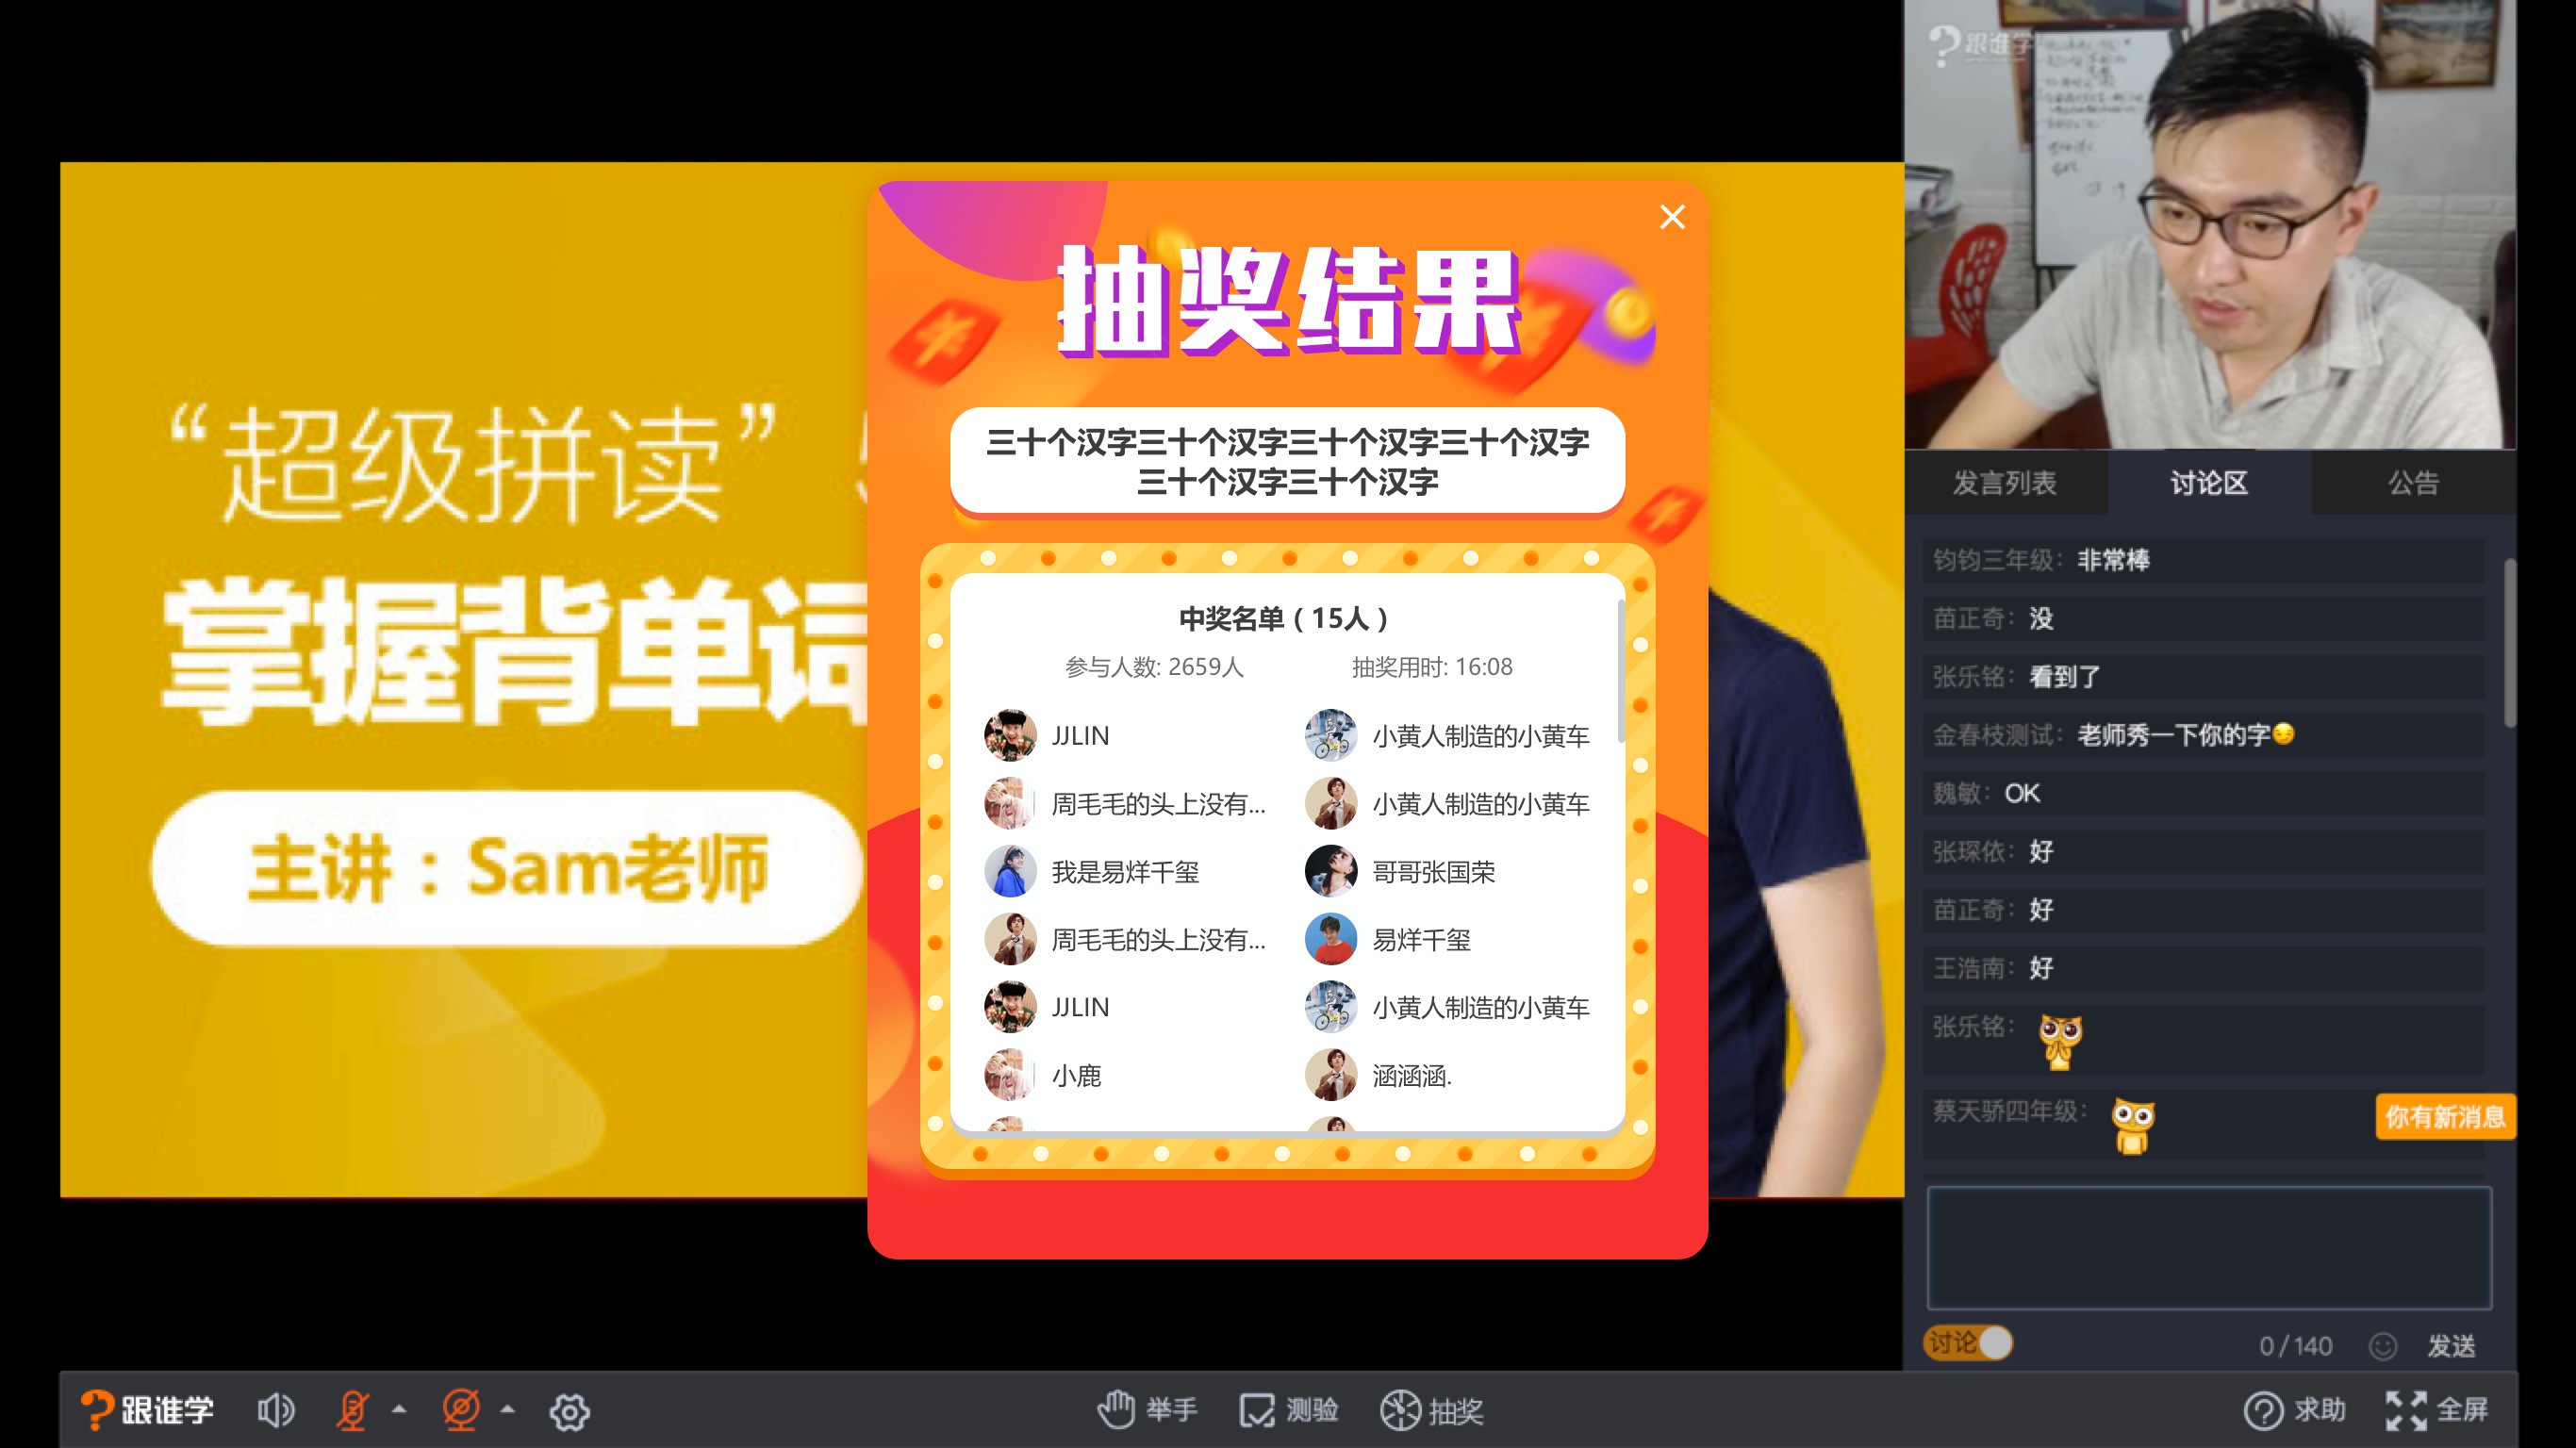 “超级拼读”
掌握背单词
主讲：Sam老师
抽奖结果
三十个汉字三十个汉字三十个汉字三十个汉字
三十个汉字三十个汉字
中奖名单（15人）
参与人数: 2659人
抽奖用时: 16:08
JJLIN
小黄人制造的小黄车
周毛毛的头上没有...
小黄人制造的小黄车
我是易烊千玺
哥哥张国荣
周毛毛的头上没有...
易烊千玺
JJLIN
小黄人制造的小黄车
小鹿
涵涵涵.
跟谁学
发言列表
讨论区
公告
钧钧三年级：非常棒
苗正奇：没
张乐铭：看到了
金春枝测试：老师秀一下你的字😏
魏敏：OK
张琛依：好
苗正奇：好
王浩南：好
张乐铭：
蔡天骄四年级：
你有新消息
讨论
0/140
发送
跟谁学
举手
测验
抽奖
求助
全屏